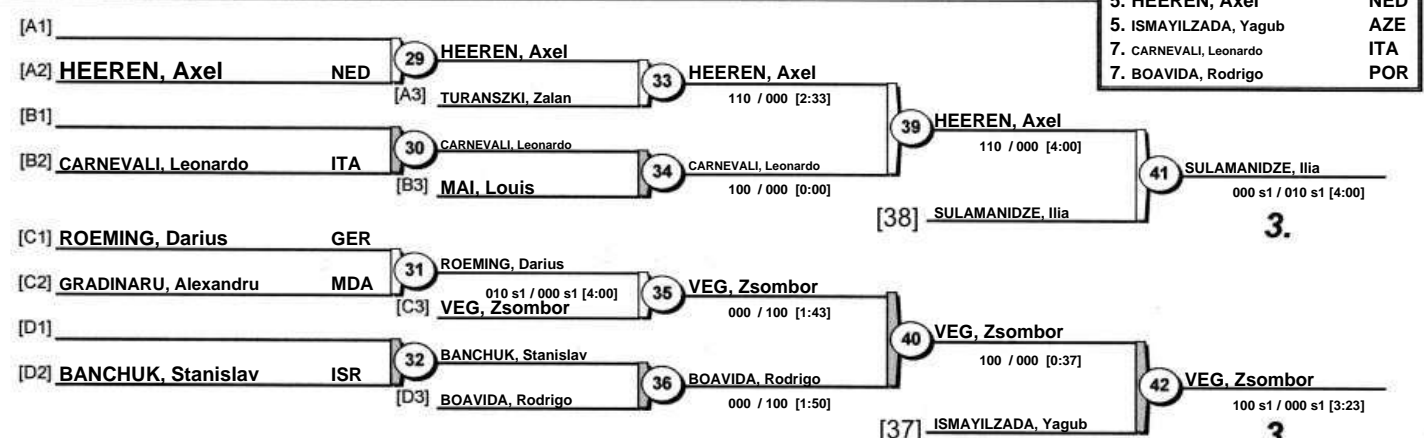 5. HEEREN, Axel NED
5. ISMAYILZADA, Yagub AZE
7. CARNEVALI, Leonardo ITA
7. BOAVIDA, Rodrigo POR
[A1]
[A2] HEEREN, Axel NED
29
HEEREN, Axel
[A3] TURANSZKI, Zalan
33
HEEREN, Axel
110 / 000 [2:33]
[B1]
[B2] CARNEVALI, Leonardo ITA
30
CARNEVALI, Leonardo
[B3] MAI, Louis
34
CARNEVALI, Leonardo
100 / 000 [0:00]
39
HEEREN, Axel
110 / 000 [4:00]
[38] SULAMANIDZE, Ilia
41
SULAMANIDZE, Ilia
000 s1 / 010 s1 [4:00]
3.
[C1] ROEMING, Darius GER
[C2] GRADINARU, Alexandru MDA
31
ROEMING, Darius
010 s1 / 000 s1 [4:00]
[C3] VEG, Zsombor
35
VEG, Zsombor
000 / 100 [1:43]
[D1]
[D2] BANCHUK, Stanislav ISR
32
BANCHUK, Stanislav
[D3] BOAVIDA, Rodrigo
36
BOAVIDA, Rodrigo
000 / 100 [1:50]
40
VEG, Zsombor
100 / 000 [0:37]
[37] ISMAYILZADA, Yagub
42
VEG, Zsombor
100 s1 / 000 s1 [3:23]
3